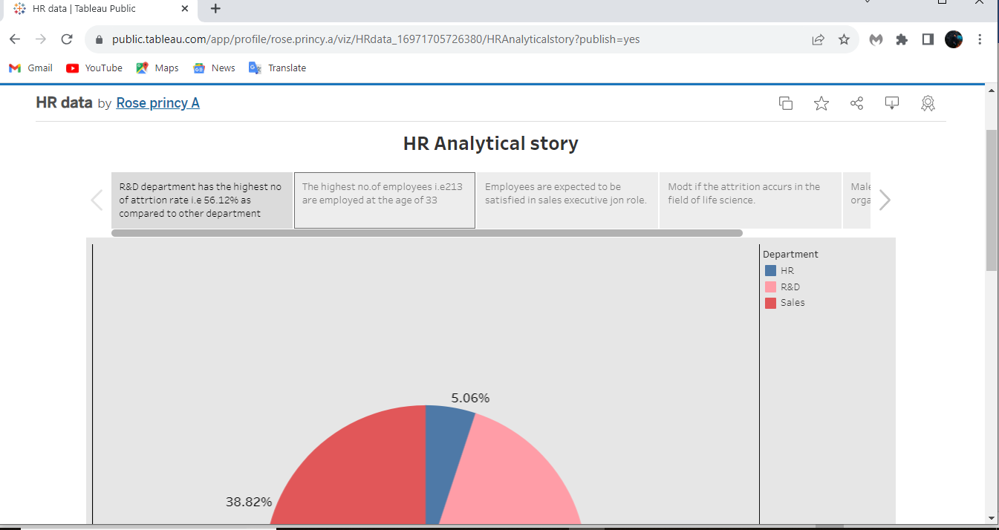 HR data | Tableau Public
public.tableau.com/app/profile/rose.princy.a/viz/HRdata_16971705726380/HRAnalyticalstory?publish=yes
Gmail YouTube Maps News Translate
HR data by Rose princy A
HR Analytical story
R&D department has the highest no
of attrtion rate i.e 56.12% as
compared to other department
The highest no.of employees i.e213
are employed at the age of 33
Employees are expected to be
satisfied in sales executive jon role.
Modt if the attrition accurs in the
field of life science.
Male
orga
Department
HR
R&D
Sales
5.06%
38.82%